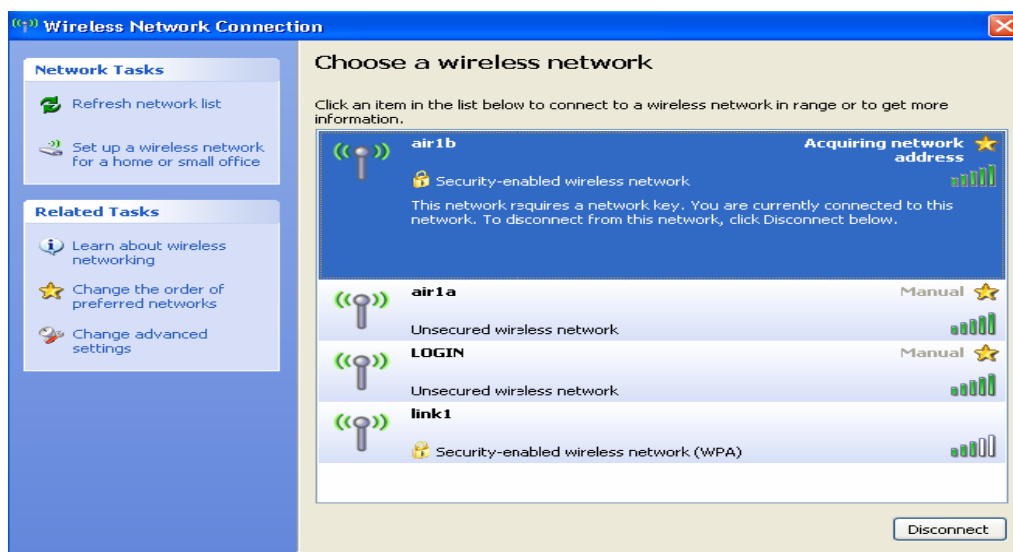 Wireless Network Connection
Network Tasks
Refresh network list
Set up a wireless network
for a home or small office
Related Tasks
Learn about wireless
networking
Change the order of
preferred networks
Change advanced
settings
Choose a wireless network
Click an item in the list below to connect to a wireless network in range or to get more
information.
air1b
Acquiring network
address
Security-enabled wireless network
This network requires a network key. You are currently connected to this
network. To disconnect from this network, click Disconnect below.
air1a
Manual
Unsecured wireless network
LOGIN
Manual
Unsecured wireless network
link1
Security-enabled wireless network (WPA)
Disconnect